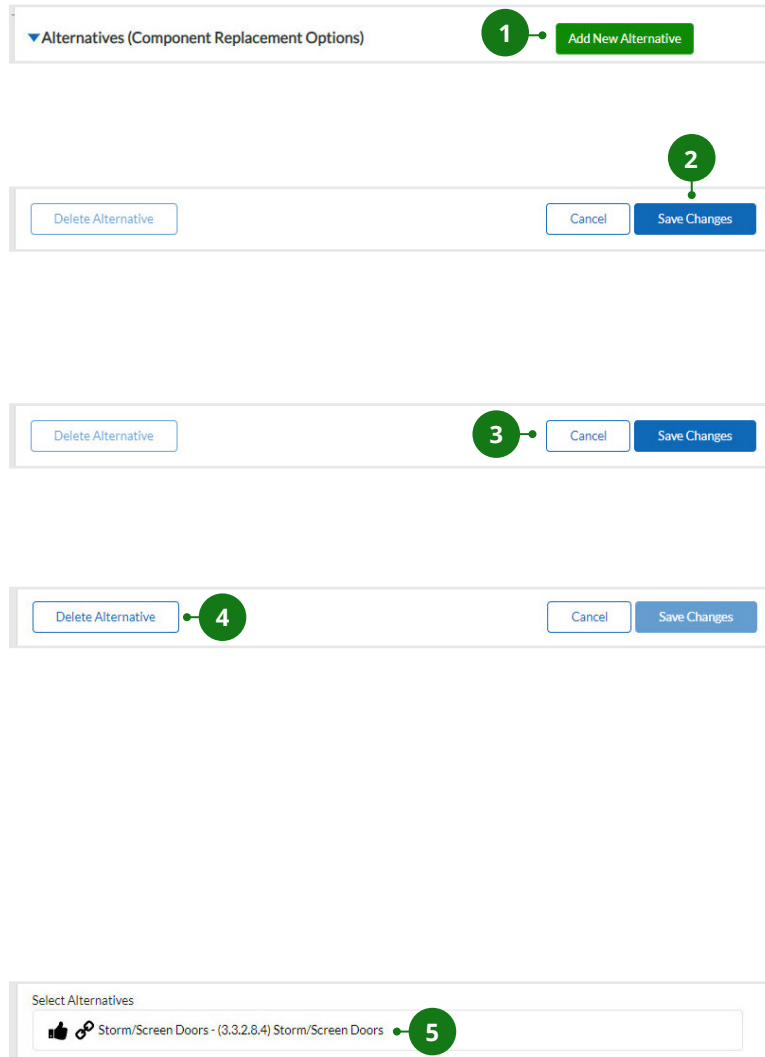 Alternatives (Component Replacement Options) 1 Add New Alternative
2
Delete Alternative Cancel Save Changes
Delete Alternative 3 Cancel Save Changes
Delete Alternative 4 Cancel Save Changes
Select Alternatives
Storm/Screen Doors - (3.3.2.8.4) Storm/Screen Doors 5